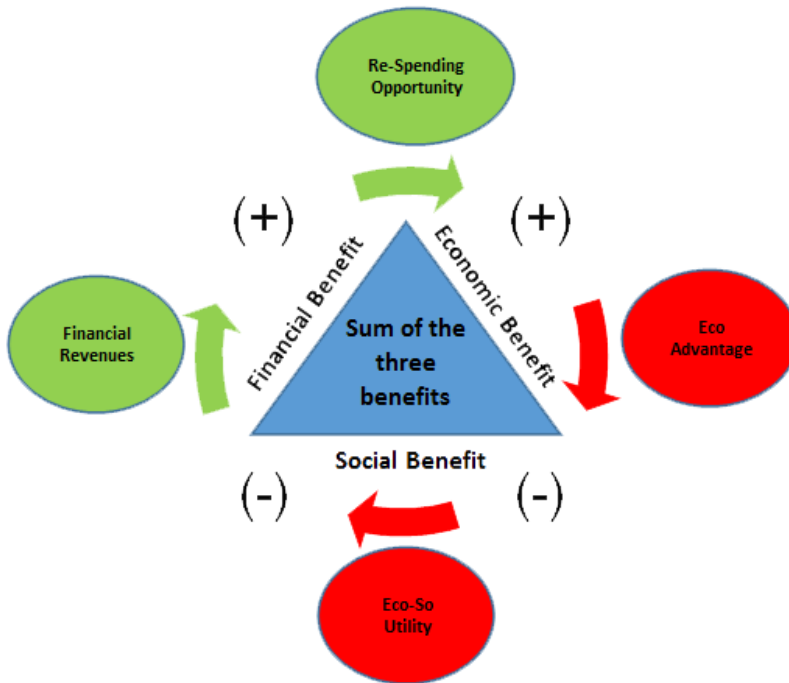 Re-Spending
Opportunity
(+)
(+)
Financial Benefit
Economic Benefit
Financial
Revenues
Sum of the
three
benefits
Eco
Advantage
Social Benefit
(-)
(-)
Eco-So
Utility